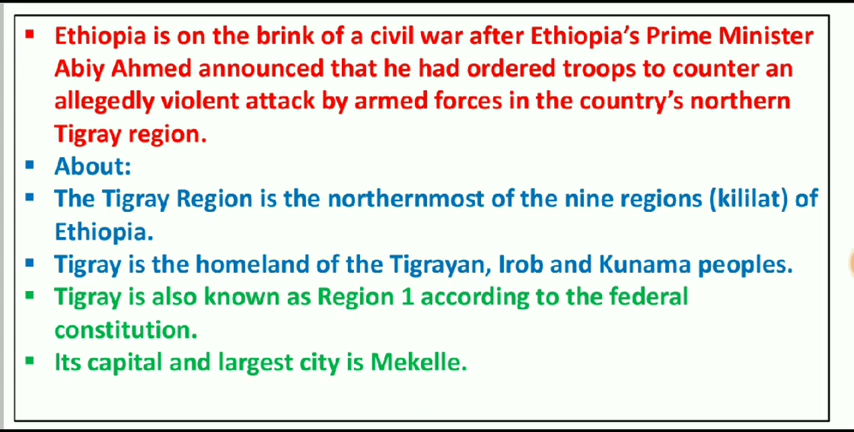 ▪ Ethiopia is on the brink of a civil war after Ethiopia's Prime Minister
Abiy Ahmed announced that he had ordered troops to counter an
allegedly violent attack by armed forces in the country's northern
Tigray region.
▪ About:
▪ The Tigray Region is the northernmost of the nine regions (kililat) of
Ethiopia.
▪ Tigray is the homeland of the Tigrayan, Irob and Kunama peoples.
▪ Tigray is also known as Region 1 according to the federal
constitution.
▪ Its capital and largest city is Mekelle.